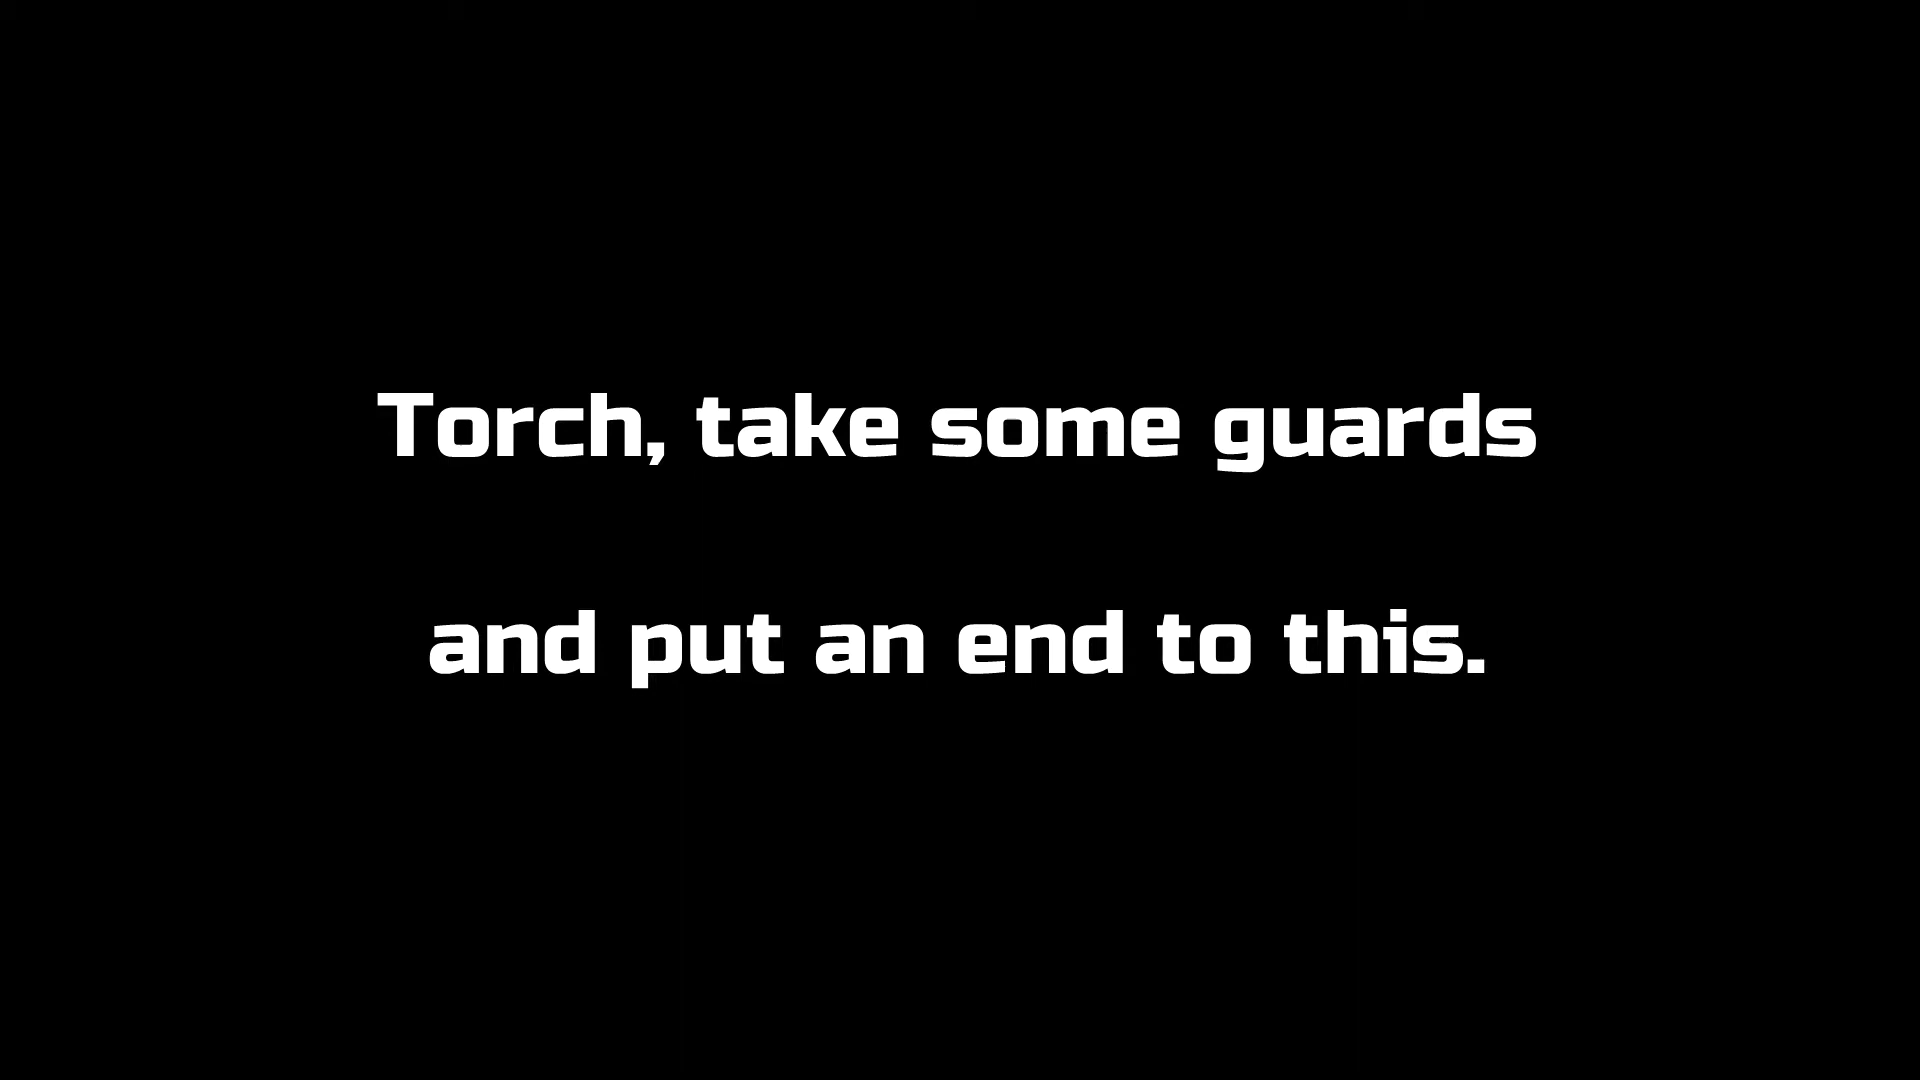 Torch, take some guards
and put an end to this.